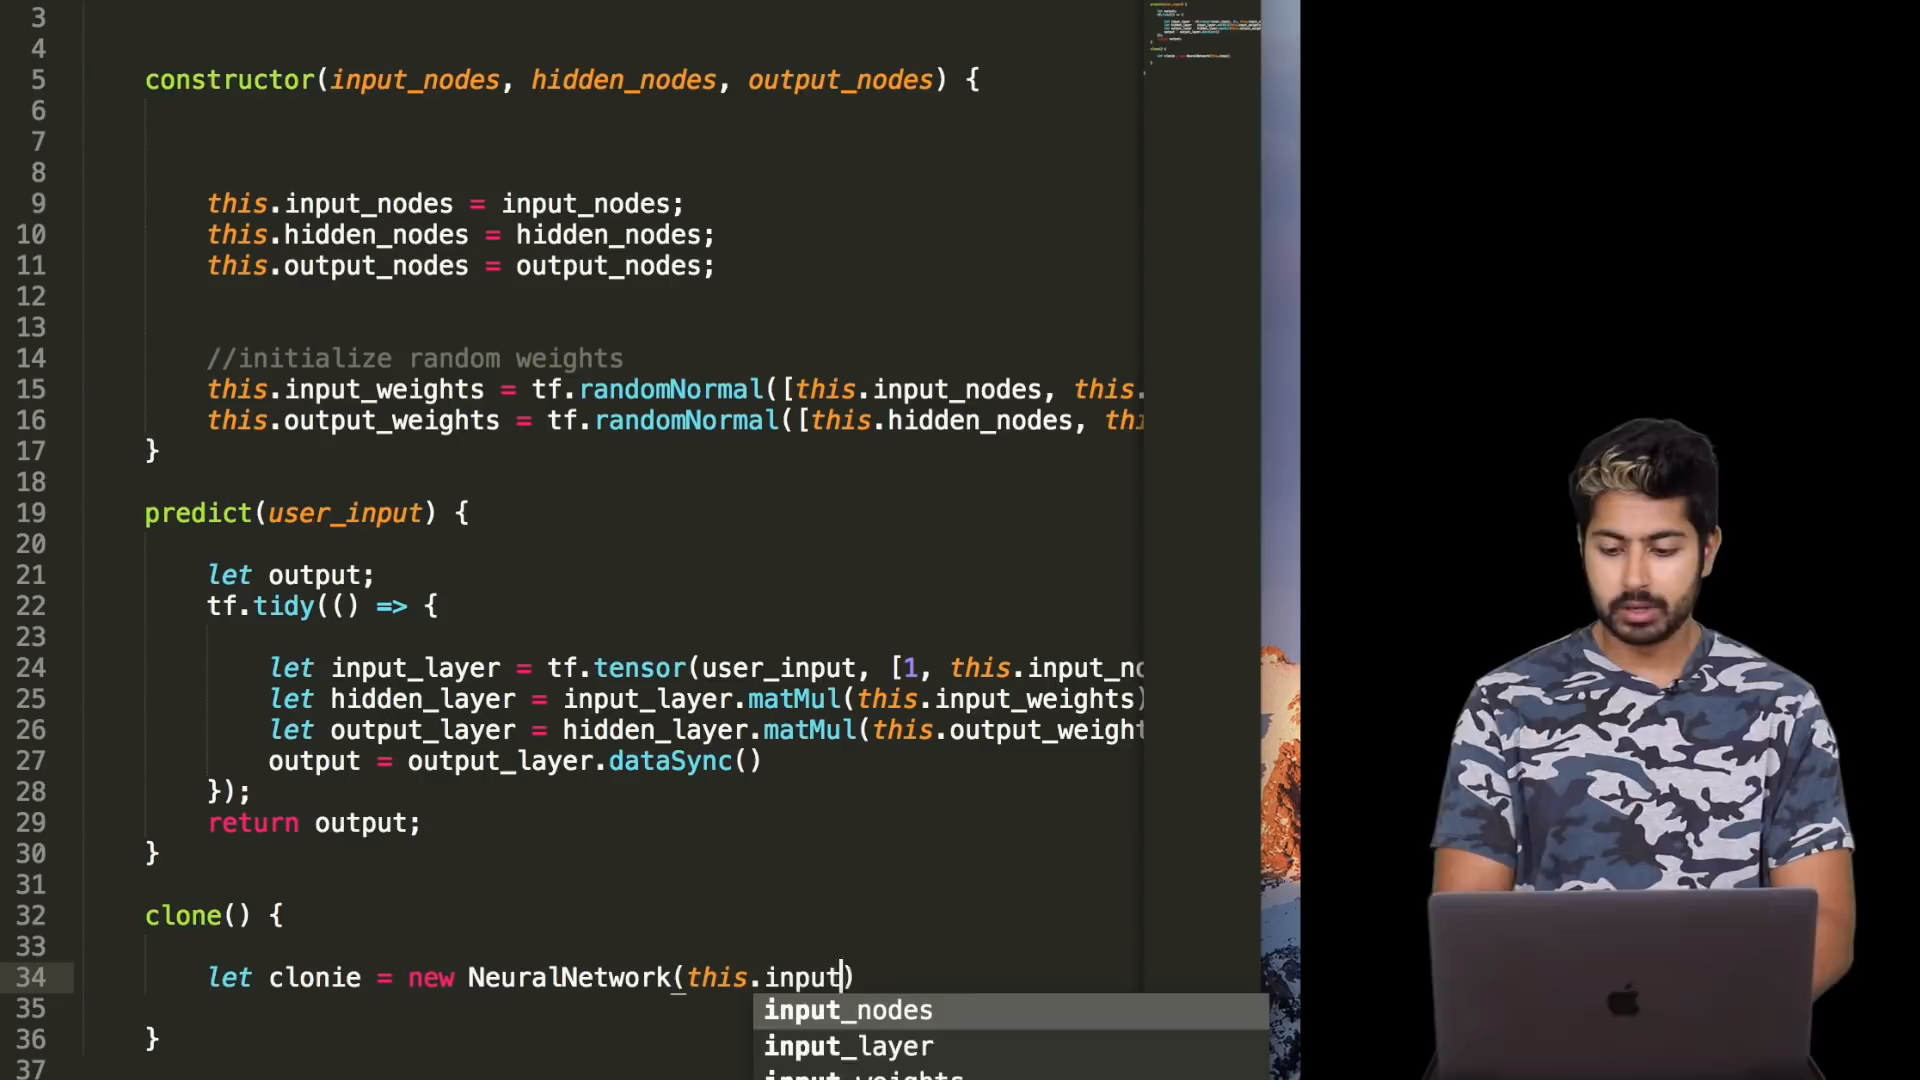 3
4
5 constructor(input_nodes, hidden_nodes, output_nodes) {
6
7
8
9 this.input_nodes = input_nodes;
10 this.hidden_nodes = hidden_nodes;
11 this.output_nodes = output_nodes;
12
13
14 //initialize random weights
15 this.input_weights = tf.randomNormal([this.input_nodes, this.
16 this.output_weights = tf.randomNormal([this.hidden_nodes, thi
17 }
18
19 predict(user_input) {
20
21 let output;
22 tf.tidy(() => {
23
24 let input_layer = tf.tensor(user_input, [1, this.input_no
25 let hidden_layer = input_layer.matMul(this.input_weights)
26 let output_layer = hidden_layer.matMul(this.output_weight
27 output = output_layer.dataSync()
28 });
29 return output;
30 }
31
32 clone() {
33
34 let clonie = new NeuralNetwork(this.input)
35
input_nodes
36 }
input_layer
37
input_weights